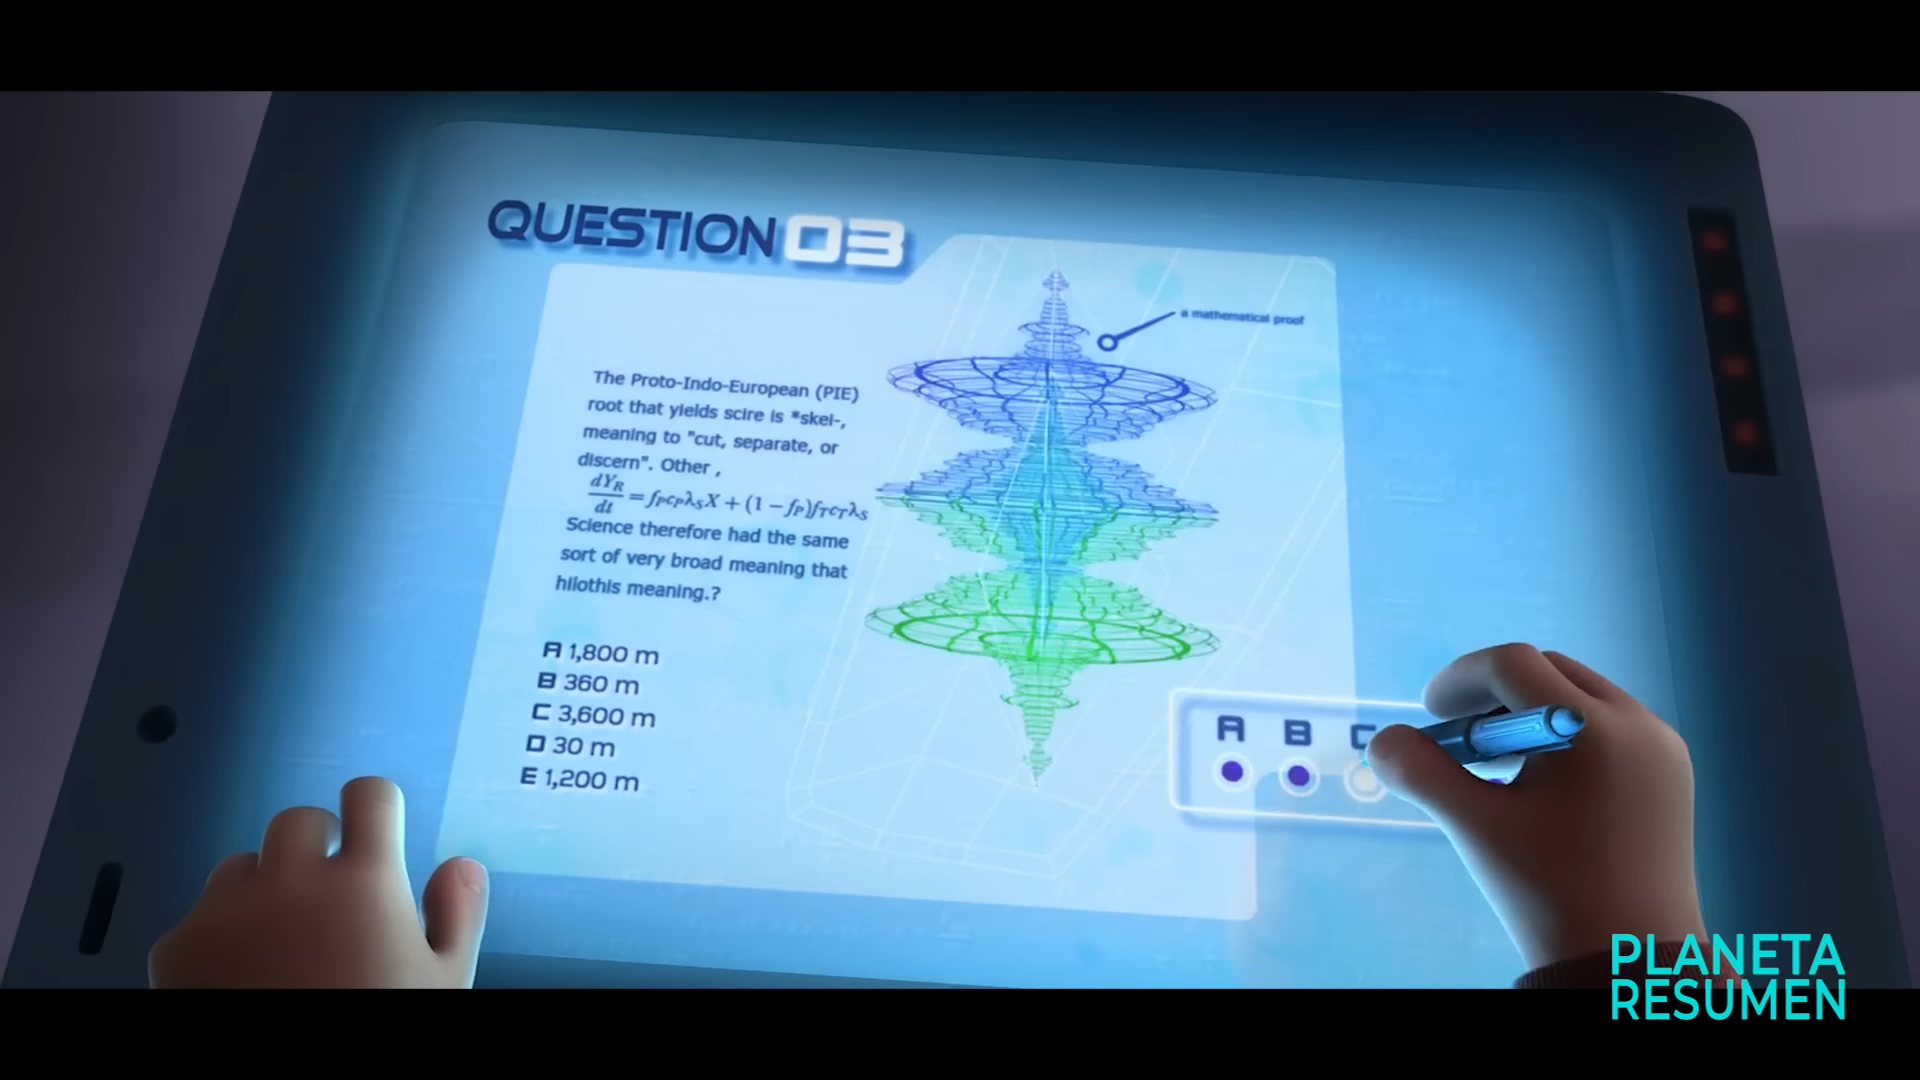 QUESTION 03
a mathematical proof
The Proto-Indo-European (PIE)
root that yields scire is *skei-,
meaning to "cut, separate, or
discern". Other ,
dY_R/dt = f_P c_P λ_S X + (1 − f_P) f_T c_T λ_S
Science therefore had the same
sort of very broad meaning that
hilothis meaning.?
A 1,800 m
B 360 m
C 3,600 m
D 30 m
E 1,200 m
A B C
PLANETA
RESUMEN